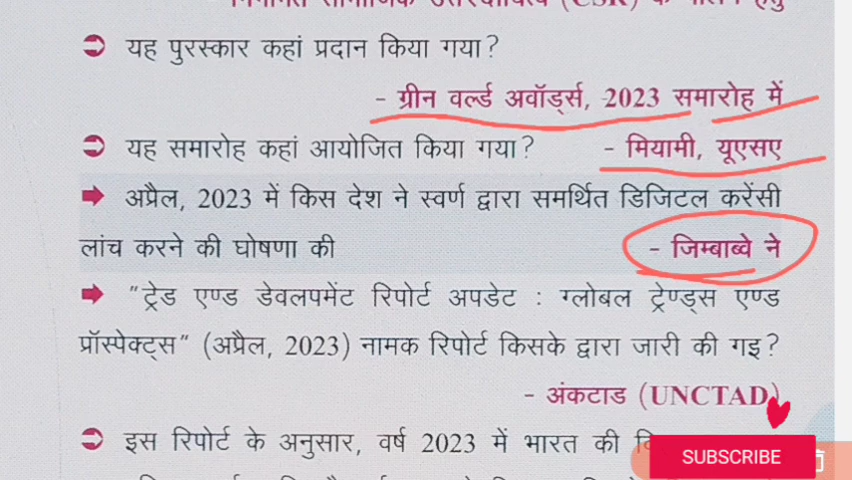 (CSR) के पालन हेतु
➲ यह पुरस्कार कहां प्रदान किया गया?
- ग्रीन वर्ल्ड अवॉर्ड्स, 2023 समारोह में
➲ यह समारोह कहां आयोजित किया गया? - मियामी, यूएसए
➡ अप्रैल, 2023 में किस देश ने स्वर्ण द्वारा समर्थित डिजिटल करेंसी
लांच करने की घोषणा की - जिम्बाब्वे ने
➡ "ट्रेड एण्ड डेवलपमेंट रिपोर्ट अपडेट : ग्लोबल ट्रेण्ड्स एण्ड
प्रॉस्पेक्ट्स" (अप्रैल, 2023) नामक रिपोर्ट किसके द्वारा जारी की गइ?
- अंकटाड (UNCTAD)
➲ इस रिपोर्ट के अनुसार, वर्ष 2023 में भारत की
SUBSCRIBE